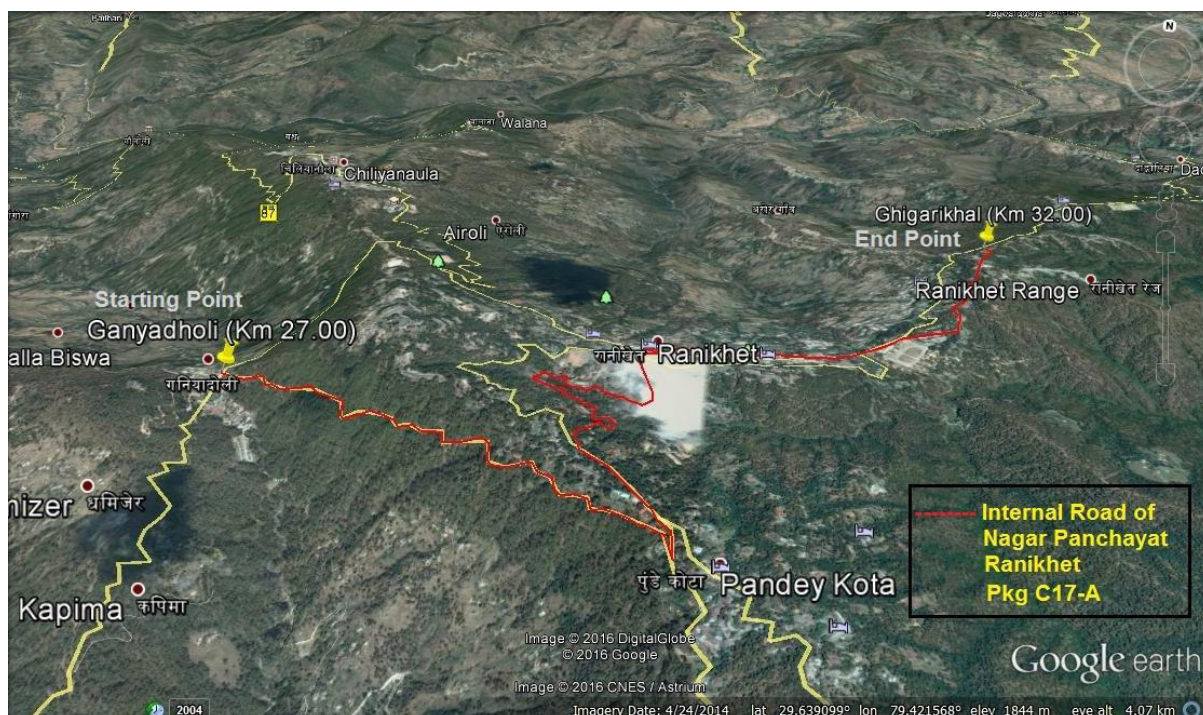 N
Walana
चिलियानौला
Chiliyanaula
87
Airoli ऐरोली
Ghigarikhal (Km 32.00)
End Point
Starting Point
Ganyadholi (Km 27.00)
Ranikhet Range रानीखेत रेंज
alla Biswa
रानीखेत Ranikhet
गनियाद्योली
nizer धमिजेर
Internal Road of
Nagar Panchayat
Ranikhet
Pkg C17-A
पुंडे कोटा Pandey Kota
Kapima कपिमा
Image © 2016 DigitalGlobe
© 2016 Google
Image © 2016 CNES / Astrium
Google earth
2004
Imagery Date: 4/24/2014 lat 29.639099° lon 79.421568° elev 1844 m eye alt 4.07 km